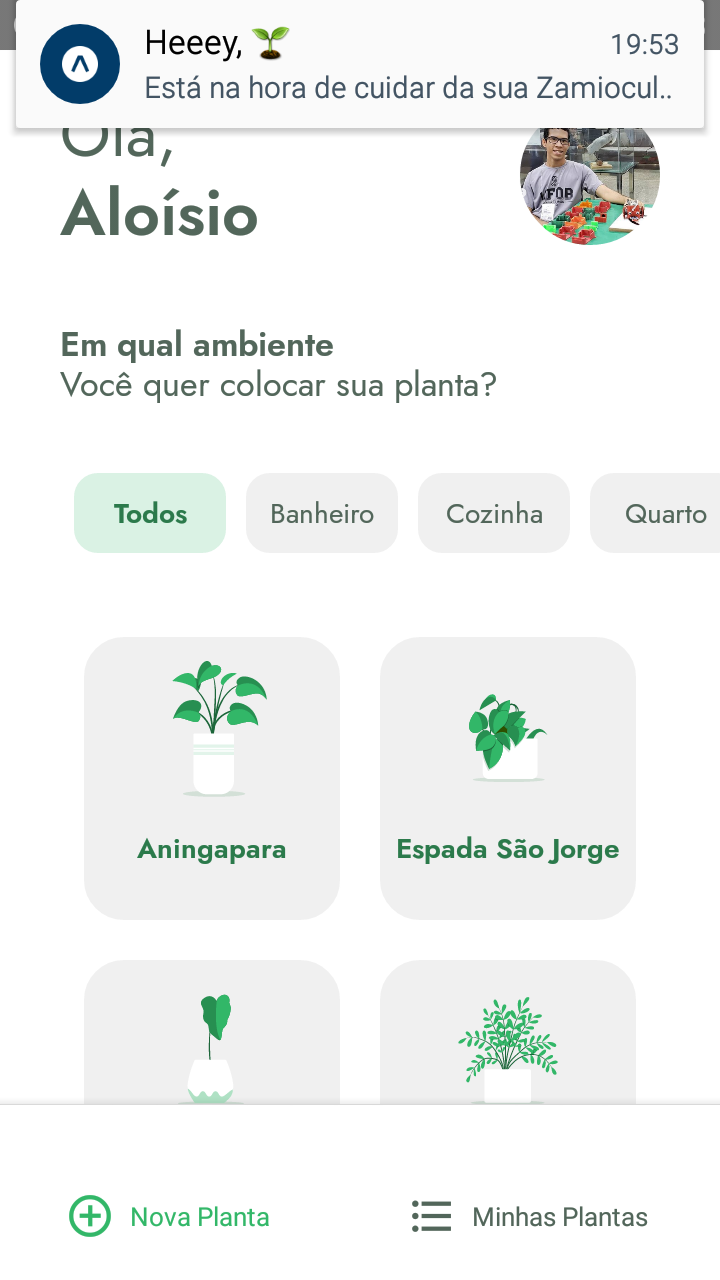 Heeey, 🌱
19:53
Está na hora de cuidar da sua Zamiocul..
Olá,
Aloísio
Em qual ambiente
Você quer colocar sua planta?
Todos
Banheiro
Cozinha
Quarto
Aningapara
Espada São Jorge
Nova Planta
Minhas Plantas